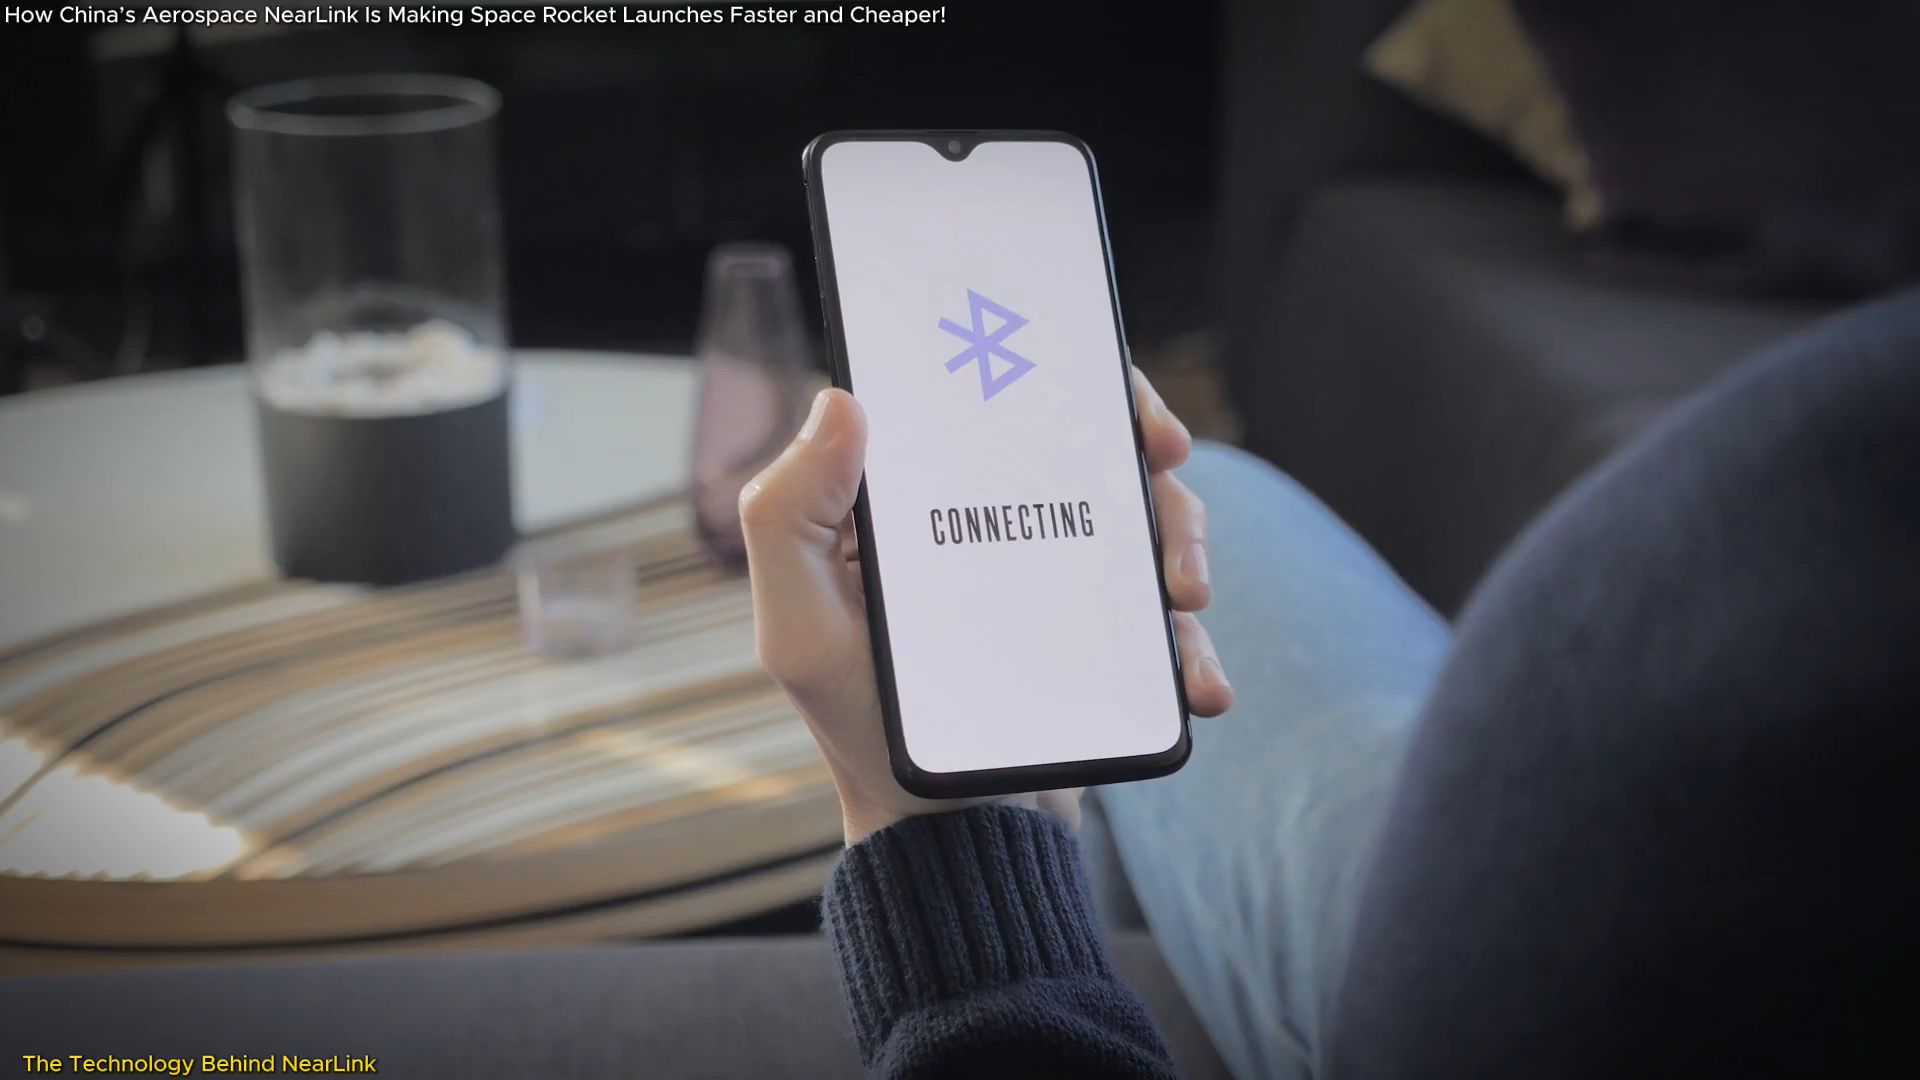 How China’s Aerospace NearLink Is Making Space Rocket Launches Faster and Cheaper!
CONNECTING
The Technology Behind NearLink